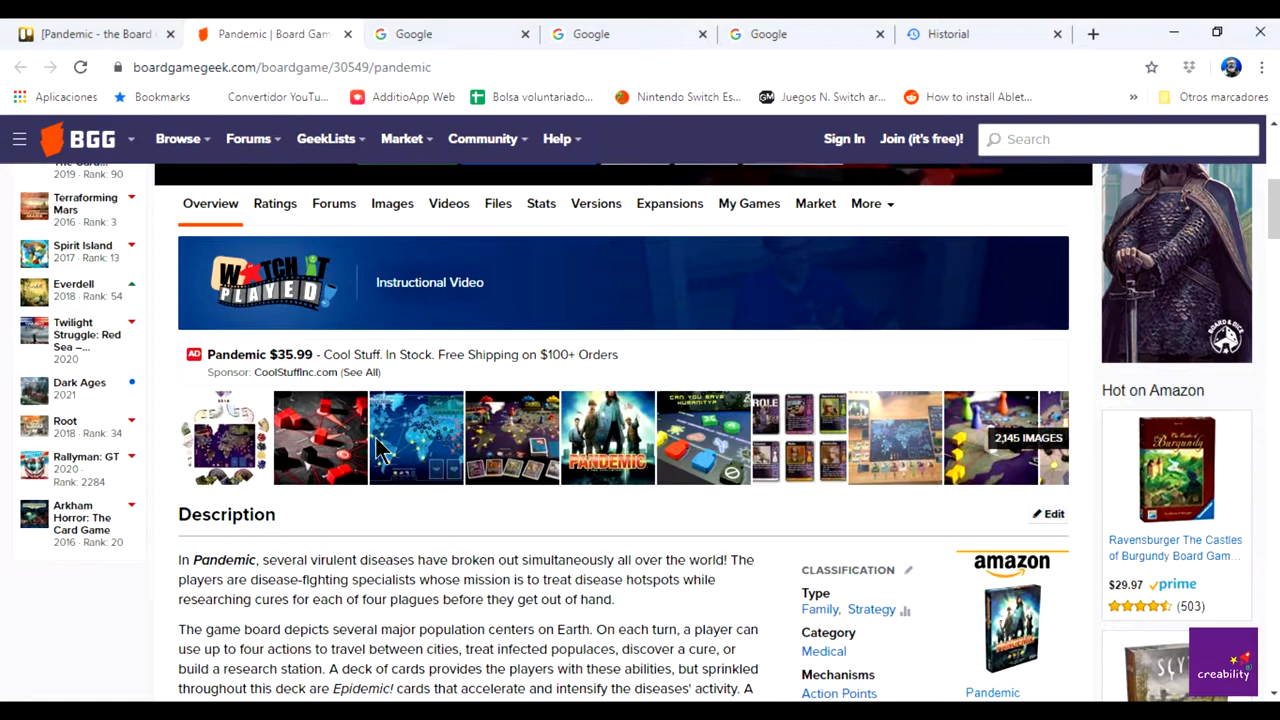 [Pandemic - the Board
Pandemic | Board Gam
Google
Google
Google
Historial
boardgamegeek.com/boardgame/30549/pandemic
Aplicaciones
Bookmarks
Convertidor YouTu...
AdditioApp Web
Bolsa voluntariado...
Nintendo Switch Es...
Juegos N. Switch ar...
How to install Ablet...
»
Otros marcadores
BGG
Browse
Forums
GeekLists
Market
Community
Help
Sign In
Join (it's free!)
Search
2019 • Rank: 90
Terraforming
Mars
2016 • Rank: 3
Spirit Island
2017 • Rank: 13
Everdell
2018 • Rank: 54
Twilight
Struggle: Red
Sea –...
2020
Dark Ages
2021
Root
2018 • Rank: 34
Rallyman: GT
2020 •
Rank: 2284
Arkham
Horror: The
Card Game
2016 • Rank: 20
Overview
Ratings
Forums
Images
Videos
Files
Stats
Versions
Expansions
My Games
Market
More
WATCH IT
PLAYED
Instructional Video
AD
Pandemic $35.99 - Cool Stuff. In Stock. Free Shipping on $100+ Orders
Sponsor: CoolStuffInc.com (See All)
PANDEMIC
CAN YOU SAVE
HUMANITY?
ROLE
2,145 IMAGES
Description
Edit
In Pandemic, several virulent diseases have broken out simultaneously all over the world! The
players are disease-fighting specialists whose mission is to treat disease hotspots while
researching cures for each of four plagues before they get out of hand.
The game board depicts several major population centers on Earth. On each turn, a player can
use up to four actions to travel between cities, treat infected populaces, discover a cure, or
build a research station. A deck of cards provides the players with these abilities, but sprinkled
throughout this deck are Epidemic! cards that accelerate and intensify the diseases' activity. A
CLASSIFICATION
Type
Family, Strategy
Category
Medical
Mechanisms
Action Points
amazon
Pandemic
BOARD & DICE
Hot on Amazon
Ravensburger The Castles
of Burgundy Board Gam...
$29.97 prime
(503)
creability